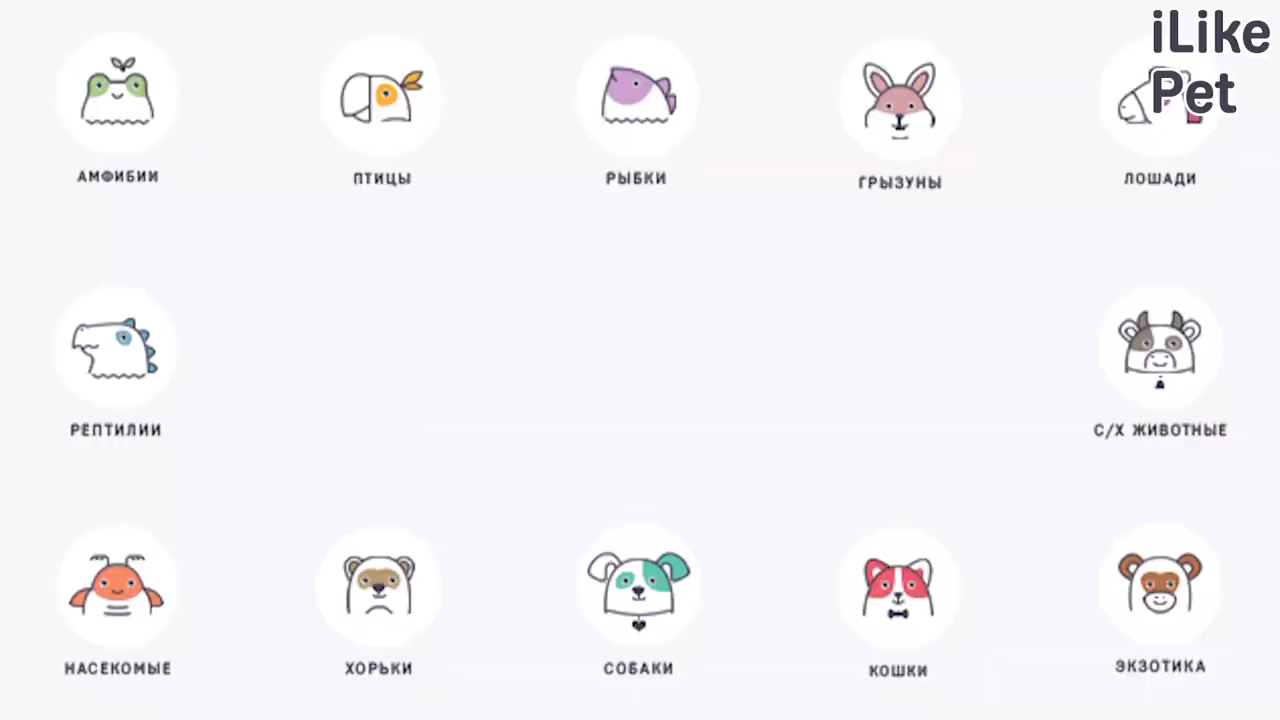 iLike
Pet
АМФИБИИ
ПТИЦЫ
РЫБКИ
ГРЫЗУНЫ
ЛОШАДИ
РЕПТИЛИИ
С/Х ЖИВОТНЫЕ
НАСЕКОМЫЕ
ХОРЬКИ
СОБАКИ
КОШКИ
ЭКЗОТИКА